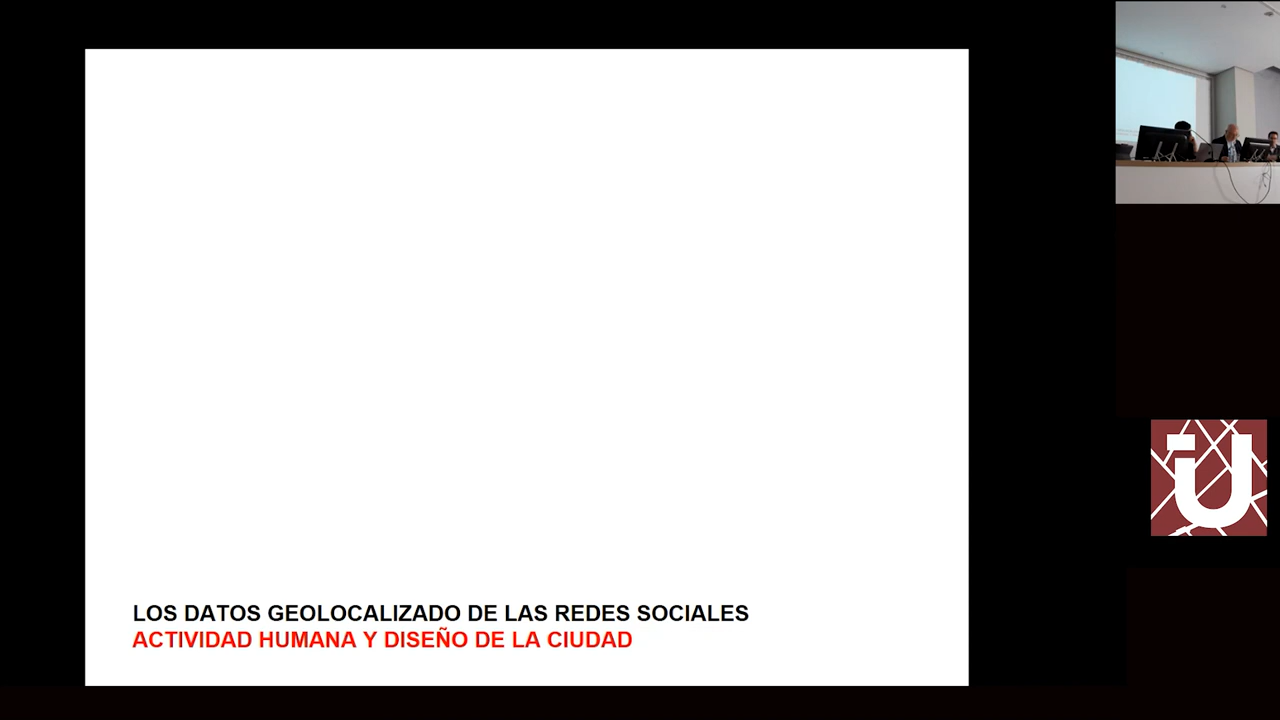 LOS DATOS GEOLOCALIZADO DE LAS REDES SOCIALES
ACTIVIDAD HUMANA Y DISEÑO DE LA CIUDAD